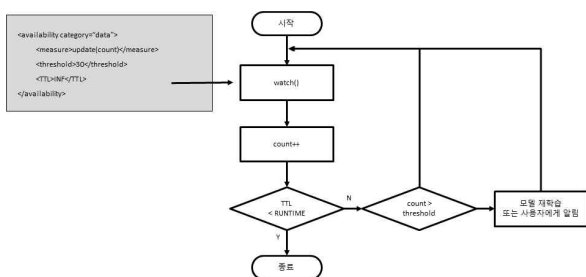 <availability category="data">
<measure>update(count)</measure>
<threshold>30</threshold>
<TTL>INF</TTL>
</availability>
시작
watch()
count++
TTL
< RUNTIME
N
count >
threshold
모델 재학습
또는 사용자에게 알림
Y
종료